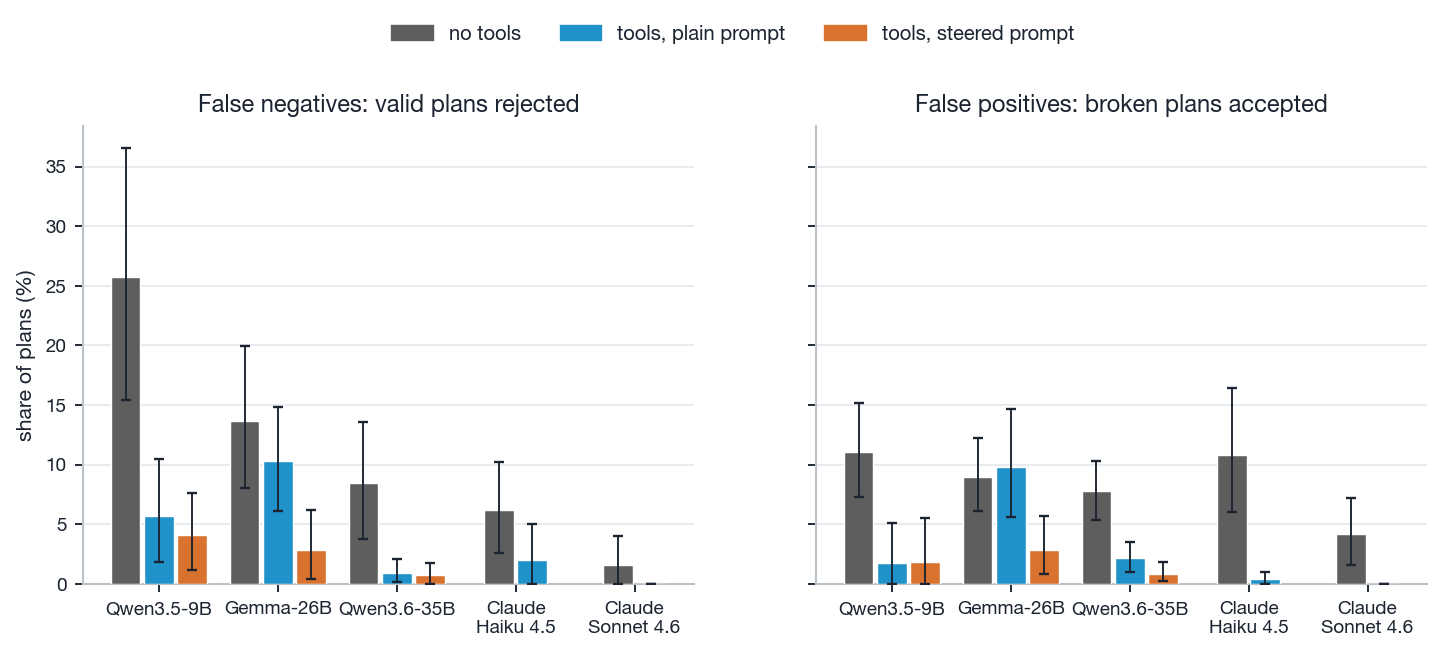 no tools
tools, plain prompt
tools, steered prompt
False negatives: valid plans rejected
False positives: broken plans accepted
share of plans (%)
35
30
25
20
15
10
5
0
Qwen3.5-9B
Gemma-26B
Qwen3.6-35B
Claude
Haiku 4.5
Claude
Sonnet 4.6
Qwen3.5-9B
Gemma-26B
Qwen3.6-35B
Claude
Haiku 4.5
Claude
Sonnet 4.6